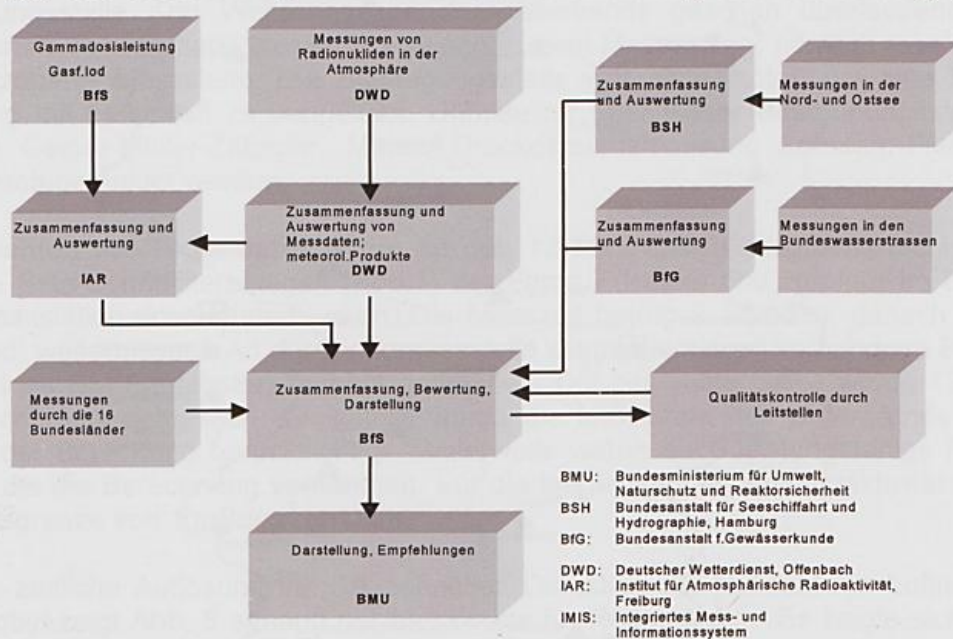 Gammadosisleistung
Gasf.Iod
BfS
Messungen von
Radionukliden in der
Atmosphäre
DWD
Zusammenfassung
und Auswertung
BSH
Messungen in der
Nord- und Ostsee
Zusammenfassung und
Auswertung
IAR
Zusammenfassung und
Auswertung von
Messdaten;
meteorol.Produkte
DWD
Zusammenfassung
und Auswertung
BfG
Messungen in den
Bundeswasserstrassen
Messungen
durch die 16
Bundesländer
Zusammenfassung, Bewertung,
Darstellung
BfS
Qualitätskontrolle durch
Leitstellen
Darstellung, Empfehlungen
BMU
BMU: Bundesministerium für Umwelt,
Naturschutz und Reaktorsicherheit
BSH Bundesanstalt für Seeschiffahrt und
Hydrographie, Hamburg
BfG: Bundesanstalt f.Gewässerkunde
DWD: Deutscher Wetterdienst, Offenbach
IAR: Institut für Atmosphärische Radioaktivität,
Freiburg
IMIS: Integriertes Mess- und
Informationssystem